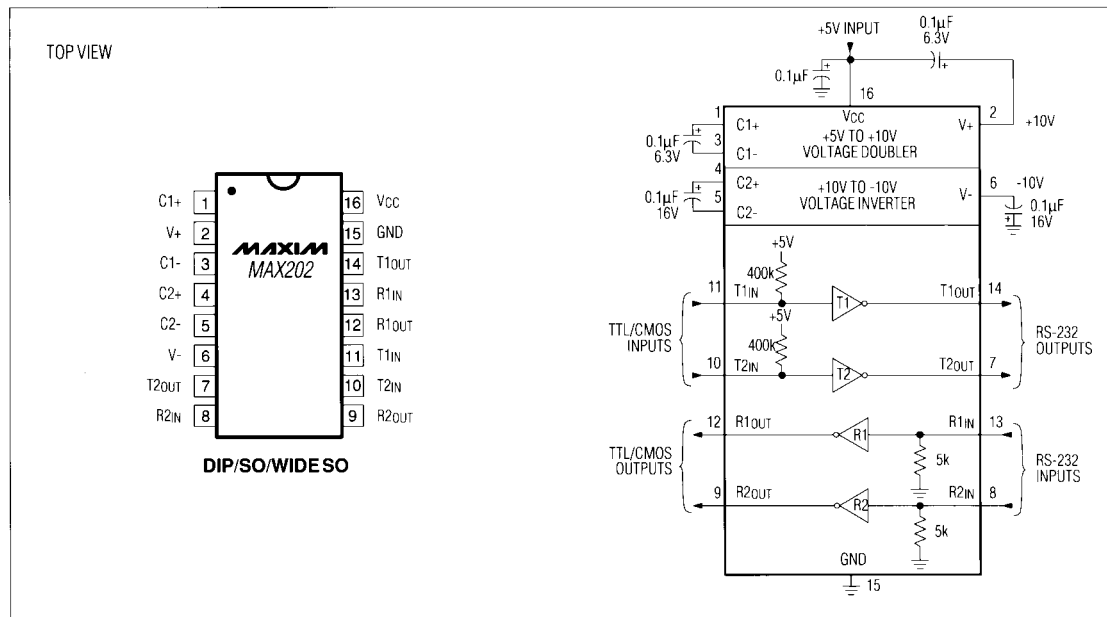 TOP VIEW
C1+ 1
V+ 2
C1- 3
C2+ 4
C2- 5
V- 6
T2OUT 7
R2IN 8
16 VCC
15 GND
14 T1OUT
13 R1IN
12 R1OUT
11 T1IN
10 T2IN
9 R2OUT
MAXIM
MAX202
DIP/SO/WIDE SO
+5V INPUT
0.1µF
6.3V
+
0.1µF
+
16
VCC
1
C1+
+5V TO +10V
VOLTAGE DOUBLER
V+
2
+10V
+
0.1µF
6.3V
3
C1-
4
C2+
+10V TO -10V
VOLTAGE INVERTER
V-
6
-10V
+
0.1µF
16V
5
C2-
0.1µF
16V
+
+5V
400k
11
T1IN
T1
T1OUT
14
+5V
400k
10
T2IN
T2
T2OUT
7
TTL/CMOS
INPUTS
RS-232
OUTPUTS
12
R1OUT
R1
R1IN
13
5k
9
R2OUT
R2
R2IN
8
5k
TTL/CMOS
OUTPUTS
RS-232
INPUTS
GND
15